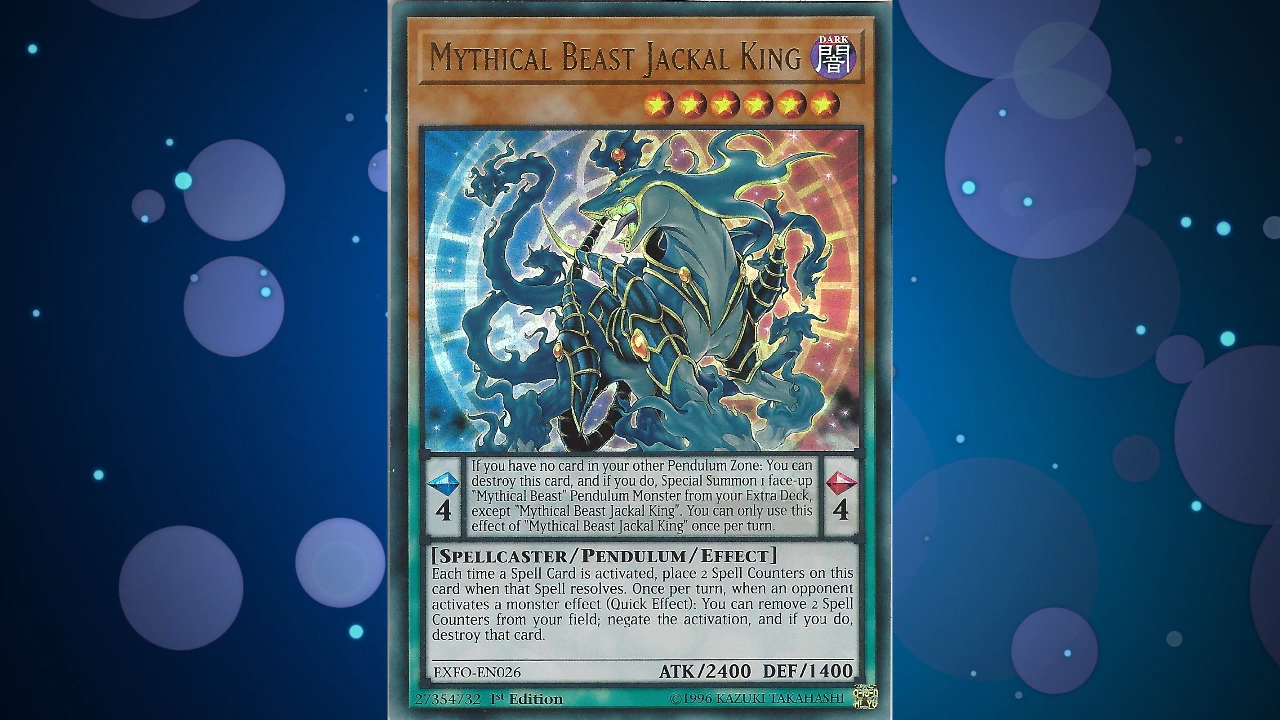 MYTHICAL BEAST JACKAL KING
DARK
闇
If you have no card in your other Pendulum Zone: You can
destroy this card, and if you do, Special Summon 1 face-up
"Mythical Beast" Pendulum Monster from your Extra Deck,
except "Mythical Beast Jackal King". You can only use this
effect of "Mythical Beast Jackal King" once per turn.
4
4
[SPELLCASTER/PENDULUM/EFFECT]
Each time a Spell Card is activated, place 2 Spell Counters on this
card when that Spell resolves. Once per turn, when an opponent
activates a monster effect (Quick Effect): You can remove 2 Spell
Counters from your field; negate the activation, and if you do,
destroy that card.
EXFO-EN026
ATK/2400 DEF/1400
27354732 1st Edition
©1996 KAZUKI TAKAHASHI